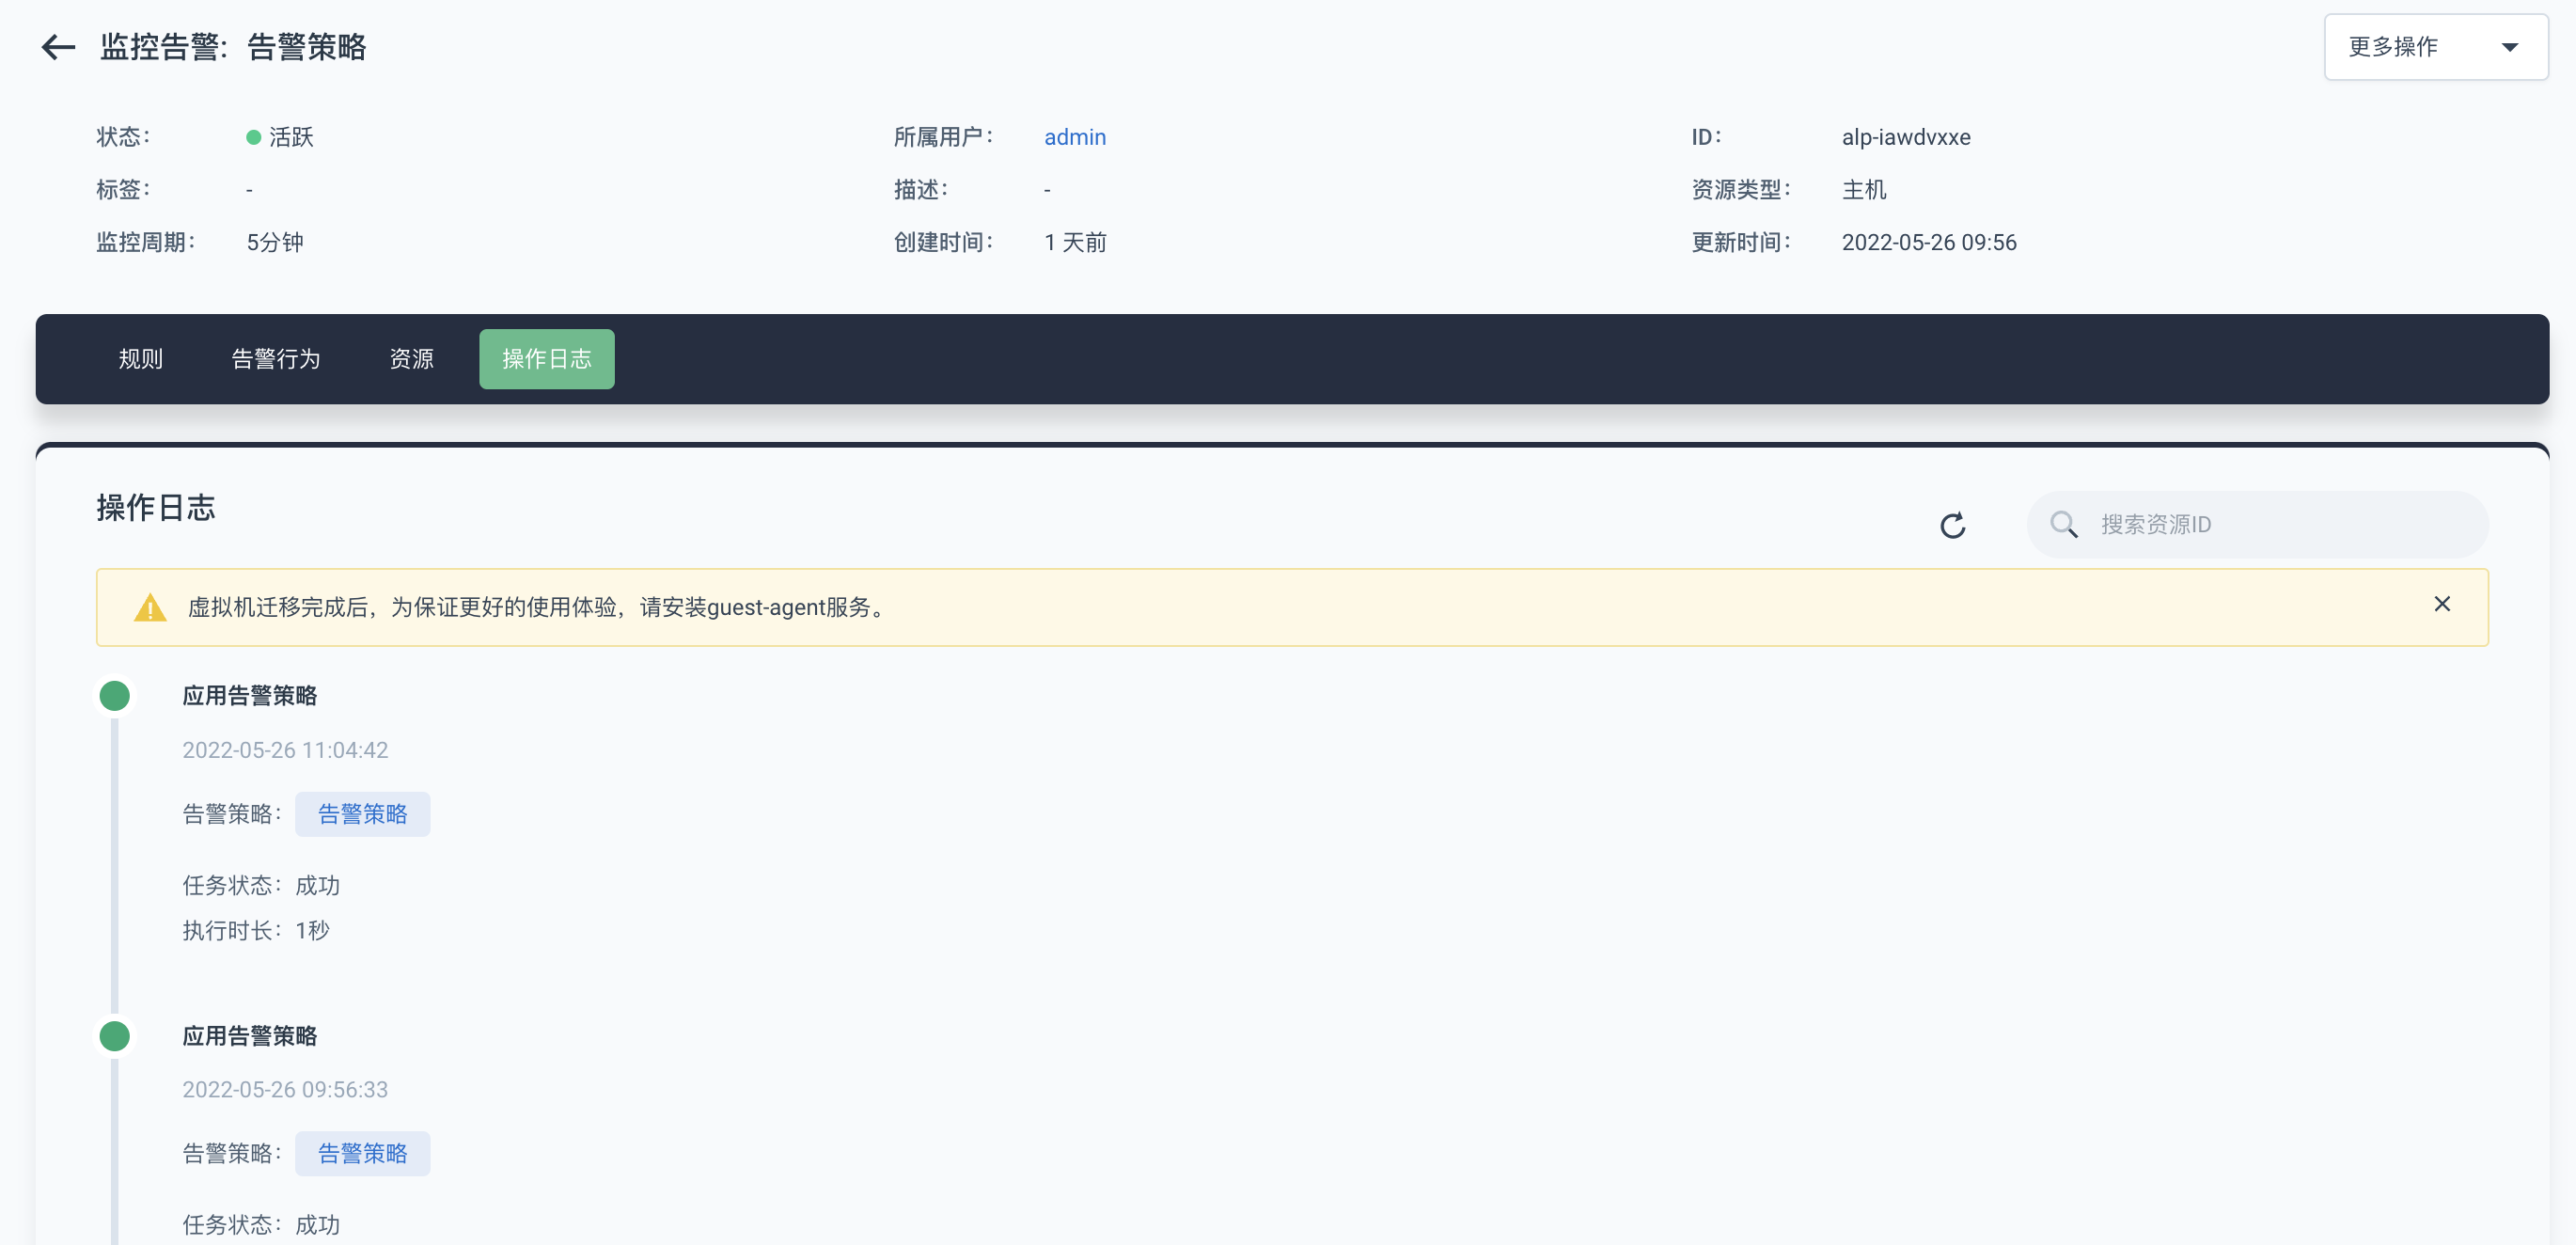 监控告警: 告警策略
更多操作
状态: 活跃 所属用户: admin ID: alp-iawdvxxe
标签: - 描述: - 资源类型: 主机
监控周期: 5分钟 创建时间: 1 天前 更新时间: 2022-05-26 09:56
规则 告警行为 资源 操作日志
操作日志
搜索资源ID
虚拟机迁移完成后，为保证更好的使用体验，请安装guest-agent服务。
应用告警策略
2022-05-26 11:04:42
告警策略: 告警策略
任务状态: 成功
执行时长: 1秒
应用告警策略
2022-05-26 09:56:33
告警策略: 告警策略
任务状态: 成功